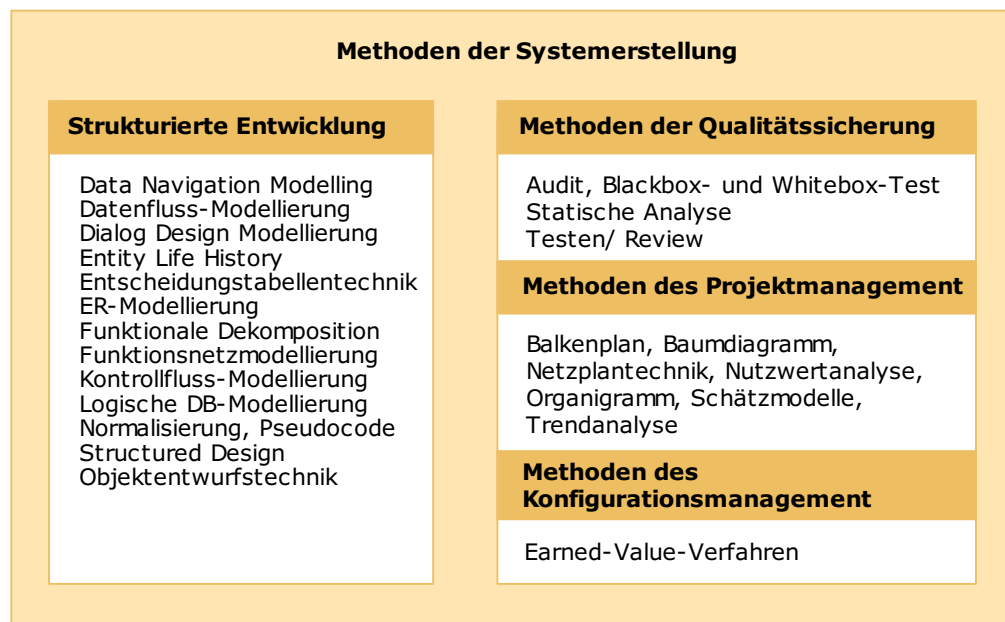 Methoden der Systemerstellung
Strukturierte Entwicklung
Data Navigation Modelling
Datenfluss-Modellierung
Dialog Design Modellierung
Entity Life History
Entscheidungstabellentechnik
ER-Modellierung
Funktionale Dekomposition
Funktionsnetzmodellierung
Kontrollfluss-Modellierung
Logische DB-Modellierung
Normalisierung, Pseudocode
Structured Design
Objektentwurfstechnik
Methoden der Qualitätssicherung
Audit, Blackbox- und Whitebox-Test
Statische Analyse
Testen/ Review
Methoden des Projektmanagement
Balkenplan, Baumdiagramm,
Netzplantechnik, Nutzwertanalyse,
Organigramm, Schätzmodelle,
Trendanalyse
Methoden des
Konfigurationsmanagement
Earned-Value-Verfahren